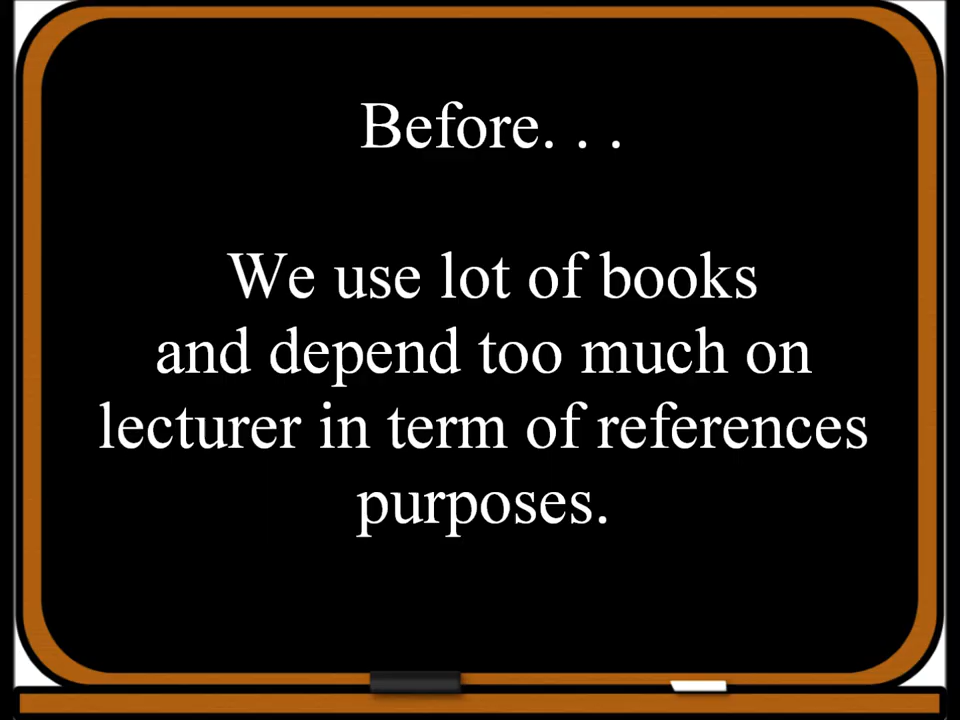 Before. . .
We use lot of books
and depend too much on
lecturer in term of references
purposes.